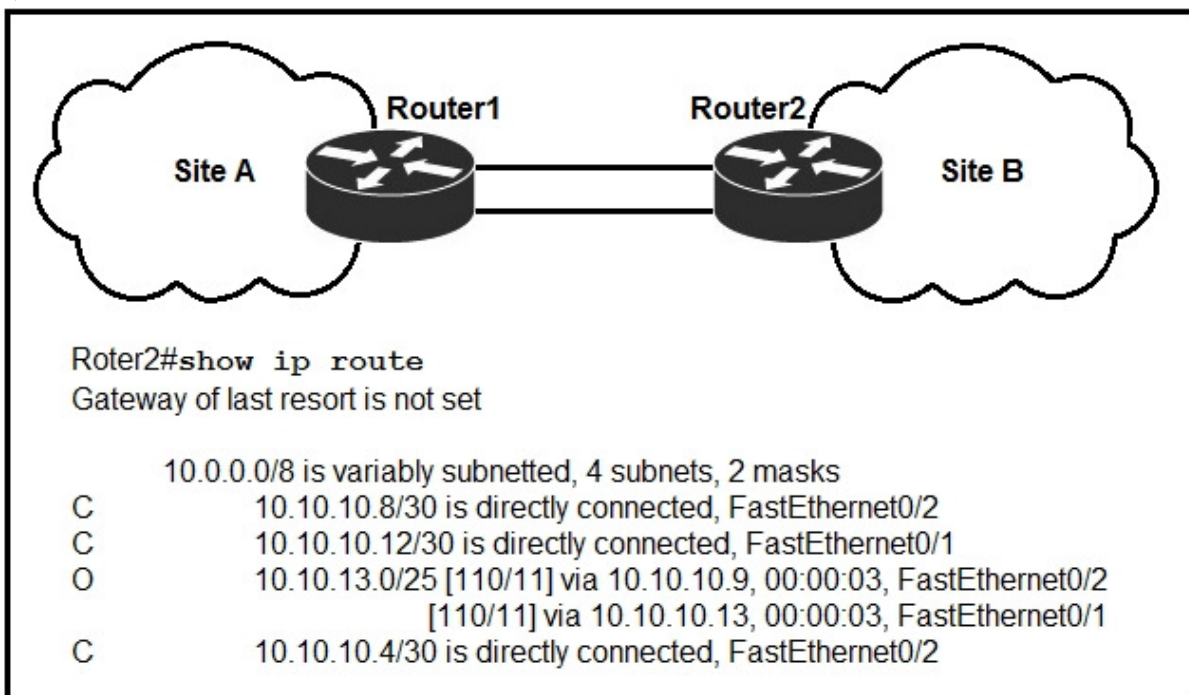 Router1
Router2
Site A
Site B
Roter2#show ip route
Gateway of last resort is not set
10.0.0.0/8 is variably subnetted, 4 subnets, 2 masks
C 10.10.10.8/30 is directly connected, FastEthernet0/2
C 10.10.10.12/30 is directly connected, FastEthernet0/1
O 10.10.13.0/25 [110/11] via 10.10.10.9, 00:00:03, FastEthernet0/2
[110/11] via 10.10.10.13, 00:00:03, FastEthernet0/1
C 10.10.10.4/30 is directly connected, FastEthernet0/2